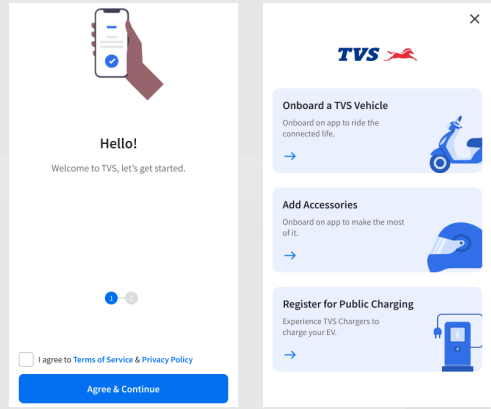 Hello!
Welcome to TVS, let's get started.
1
2
I agree to Terms of Service & Privacy Policy
Agree & Continue
TVS
Onboard a TVS Vehicle
Onboard on app to ride the
connected life.
Add Accessories
Onboard on app to make the most
of it.
Register for Public Charging
Experience TVS Chargers to
charge your EV.